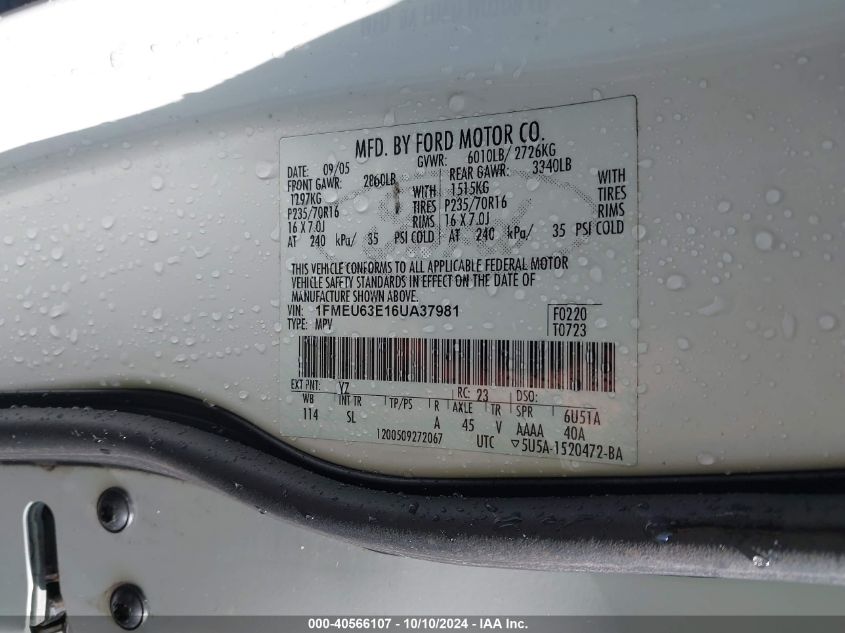 MFD. BY FORD MOTOR CO.
DATE: 09/05 GVWR: 6010LB/ 2726KG
FRONT GAWR: 2860LB REAR GAWR: 3340LB
1297KG WITH 1515KG WITH
P235/70R16 TIRES P235/70R16 TIRES
16 X 7.0J RIMS 16 X 7.0J RIMS
AT 240 kPa/ 35 PSI COLD AT 240 kPa/ 35 PSI COLD
THIS VEHICLE CONFORMS TO ALL APPLICABLE FEDERAL MOTOR
VEHICLE SAFETY STANDARDS IN EFFECT ON THE DATE OF
MANUFACTURE SHOWN ABOVE.
VIN: 1FMEU63E16UA37981 F0220
TYPE: MPV T0723
EXT PNT: YZ RC: 23 DSO:
WB INT TR TP/PS R AXLE TR SPR 6U51A
114 SL A 45 V AAAA 40A
1200509272067 UTC ▽5U5A-1520472-BA
000-40566107 - 10/10/2024 - IAA Inc.